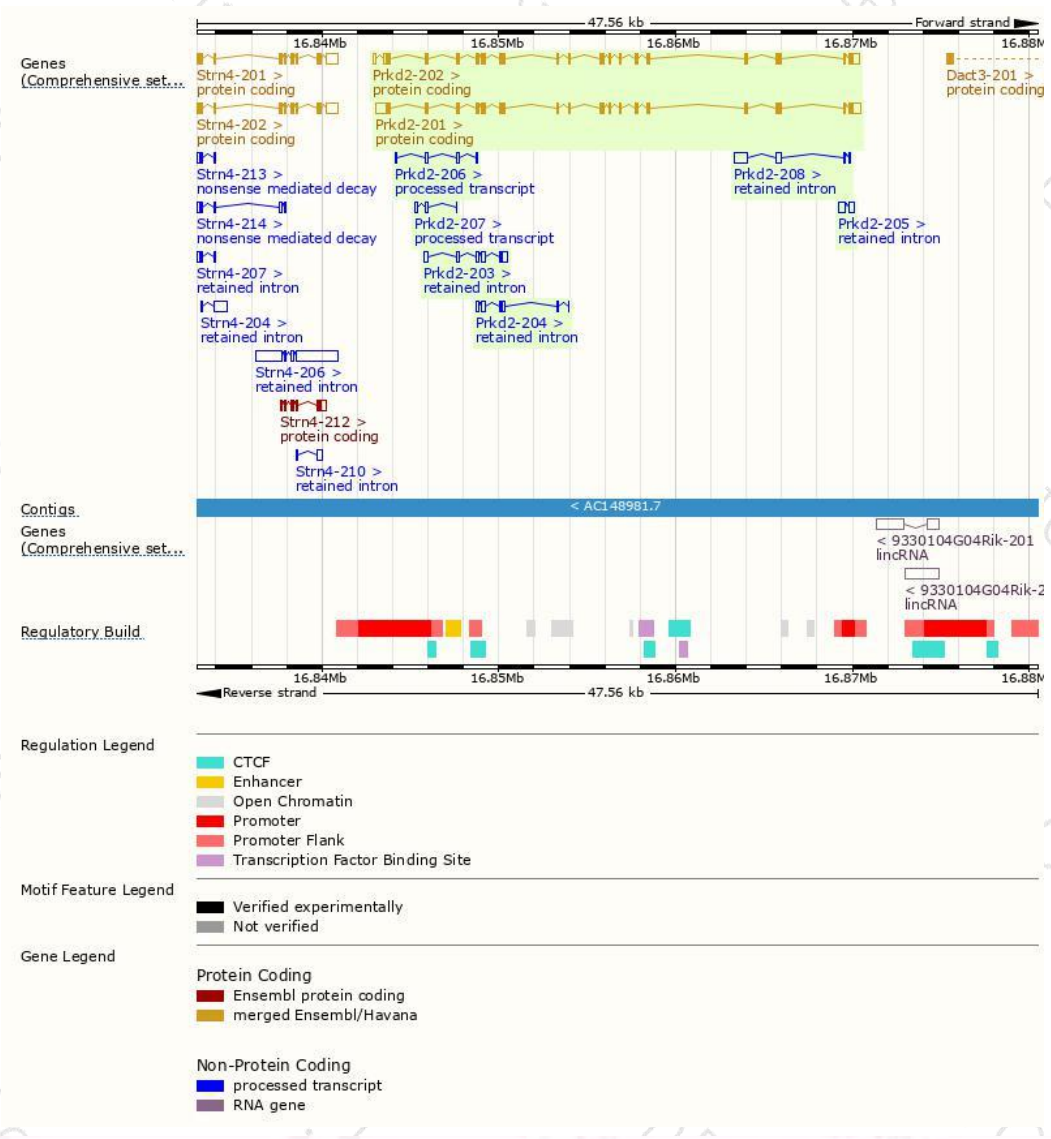 47.56 kb Forward strand
16.84Mb 16.85Mb 16.86Mb 16.87Mb 16.88M
Genes
(Comprehensive set...
Strn4-201 > Prkd2-202 > Dact3-201 >
protein coding protein coding protein coding
Strn4-202 > Prkd2-201 >
protein coding protein coding
Strn4-213 > Prkd2-206 > Prkd2-208 >
nonsense mediated decay processed transcript retained intron
Strn4-214 > Prkd2-207 > Prkd2-205 >
nonsense mediated decay processed transcript retained intron
Strn4-207 > Prkd2-203 >
retained intron retained intron
Strn4-204 > Prkd2-204 >
retained intron retained intron
Strn4-206 >
retained intron
Strn4-212 >
protein coding
Strn4-210 >
retained intron
Contigs < AC148981.7
Genes
(Comprehensive set...
< 9330104G04Rik-201
lincRNA
< 9330104G04Rik-2
lincRNA
Regulatory Build
16.84Mb 16.85Mb 16.86Mb 16.87Mb 16.88M
Reverse strand 47.56 kb
Regulation Legend
CTCF
Enhancer
Open Chromatin
Promoter
Promoter Flank
Transcription Factor Binding Site
Motif Feature Legend
Verified experimentally
Not verified
Gene Legend
Protein Coding
Ensembl protein coding
merged Ensembl/Havana
Non-Protein Coding
processed transcript
RNA gene